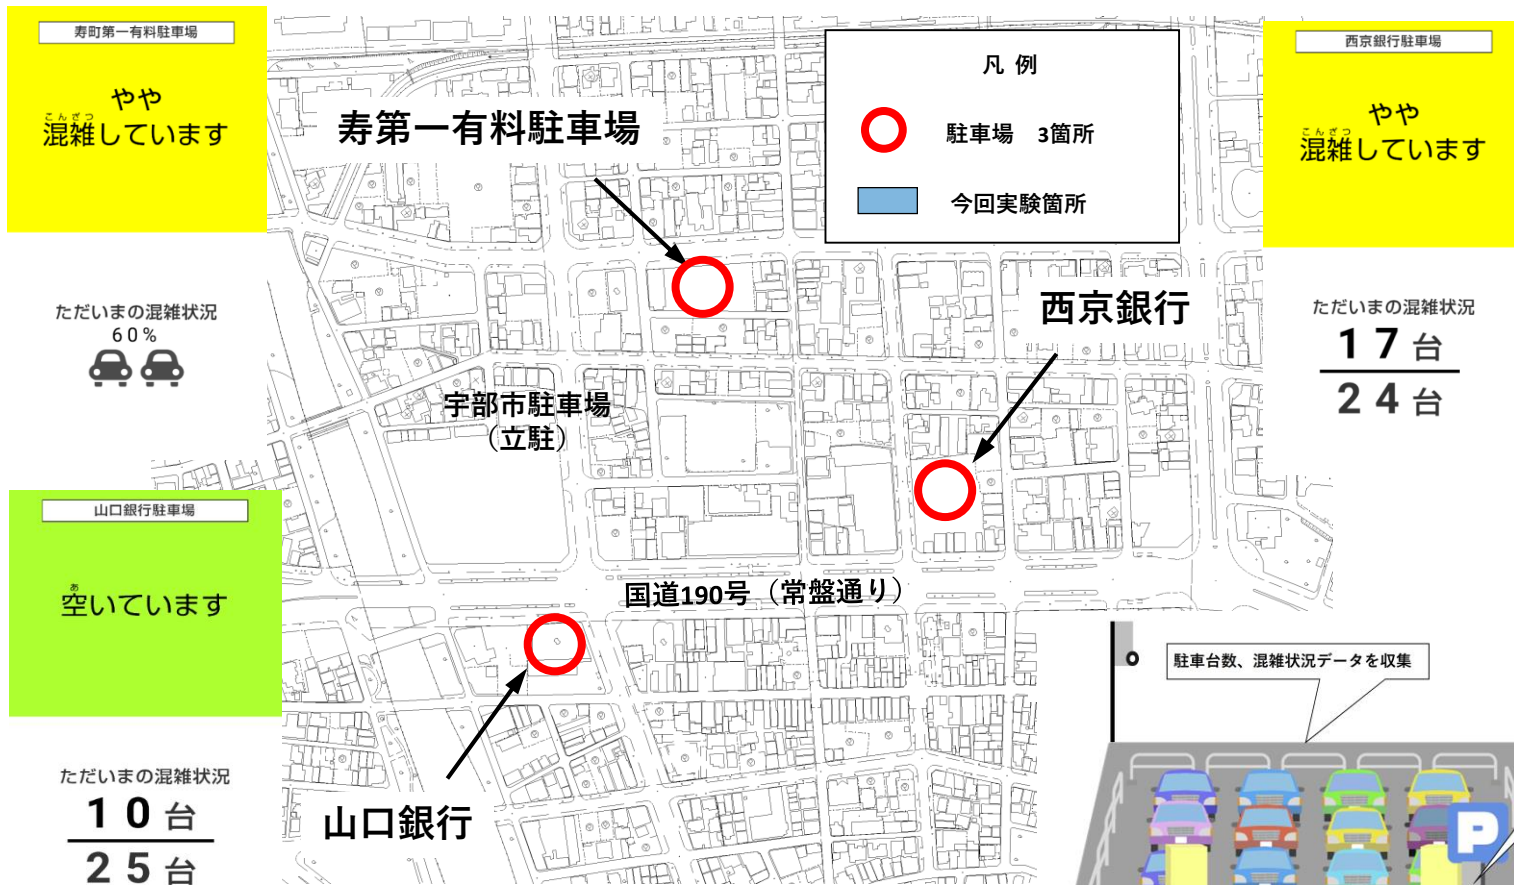 寿町第一有料駐車場
やや
こんざつ
混雑しています
ただいまの混雑状況
60%
寿第一有料駐車場
凡 例
駐車場　3箇所
今回実験箇所
西京銀行駐車場
やや
こんざつ
混雑しています
ただいまの混雑状況
17台
24台
西京銀行
宇部市駐車場
（立駐）
国道190号（常盤通り）
山口銀行駐車場
あ
空いています
ただいまの混雑状況
10台
25台
山口銀行
駐車台数、混雑状況データを収集
P